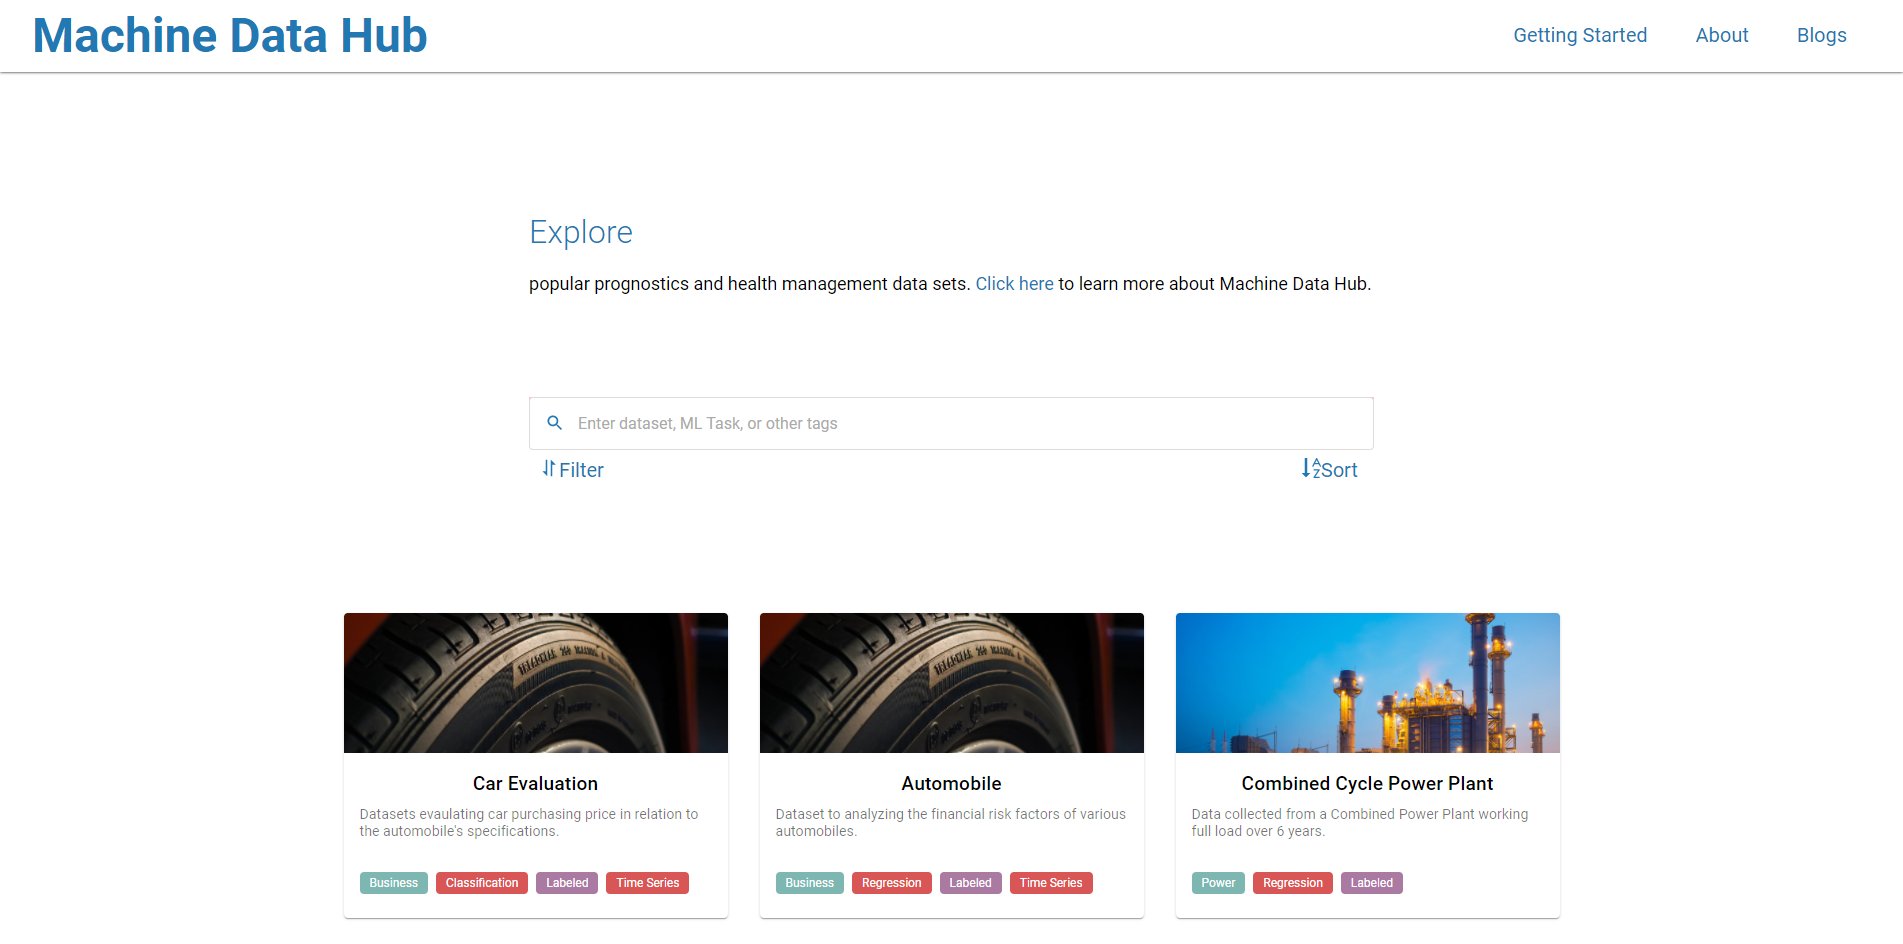 Machine Data Hub
Getting Started About Blogs
Explore
popular prognostics and health management data sets. Click here to learn more about Machine Data Hub.
Enter dataset, ML Task, or other tags
Filter
Sort
Car Evaluation
Datasets evaulating car purchasing price in relation to
the automobile's specifications.
Business Classification Labeled Time Series
Automobile
Dataset to analyzing the financial risk factors of various
automobiles.
Business Regression Labeled Time Series
Combined Cycle Power Plant
Data collected from a Combined Power Plant working
full load over 6 years.
Power Regression Labeled